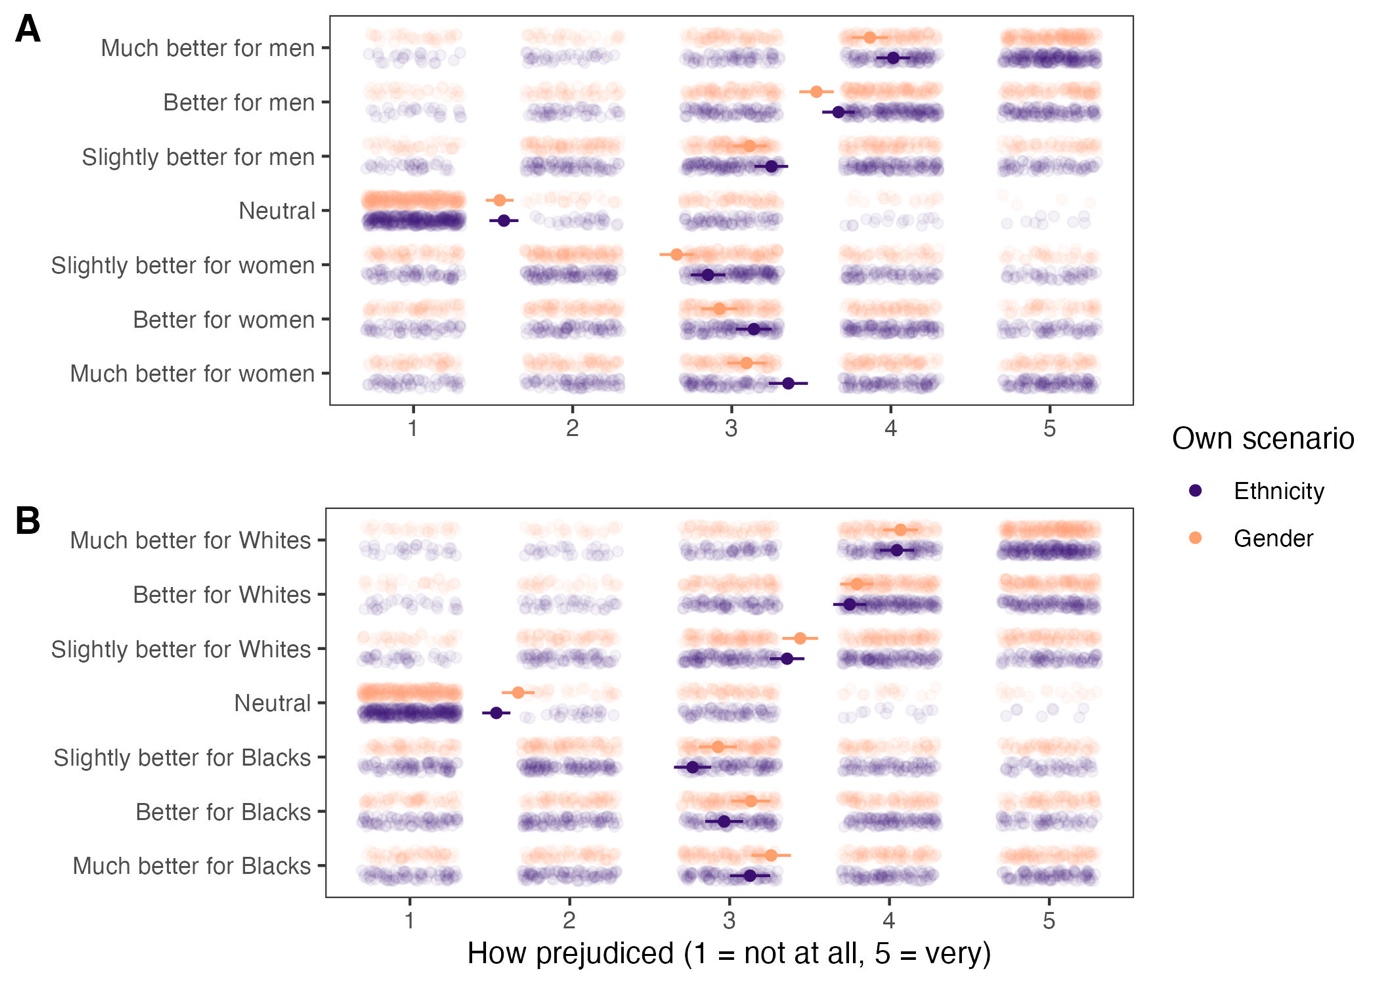 A
Much better for men
Better for men
Slightly better for men
Neutral
Slightly better for women
Better for women
Much better for women
1 2 3 4 5
Own scenario
Ethnicity
Gender
B
Much better for Whites
Better for Whites
Slightly better for Whites
Neutral
Slightly better for Blacks
Better for Blacks
Much better for Blacks
1 2 3 4 5
How prejudiced (1 = not at all, 5 = very)